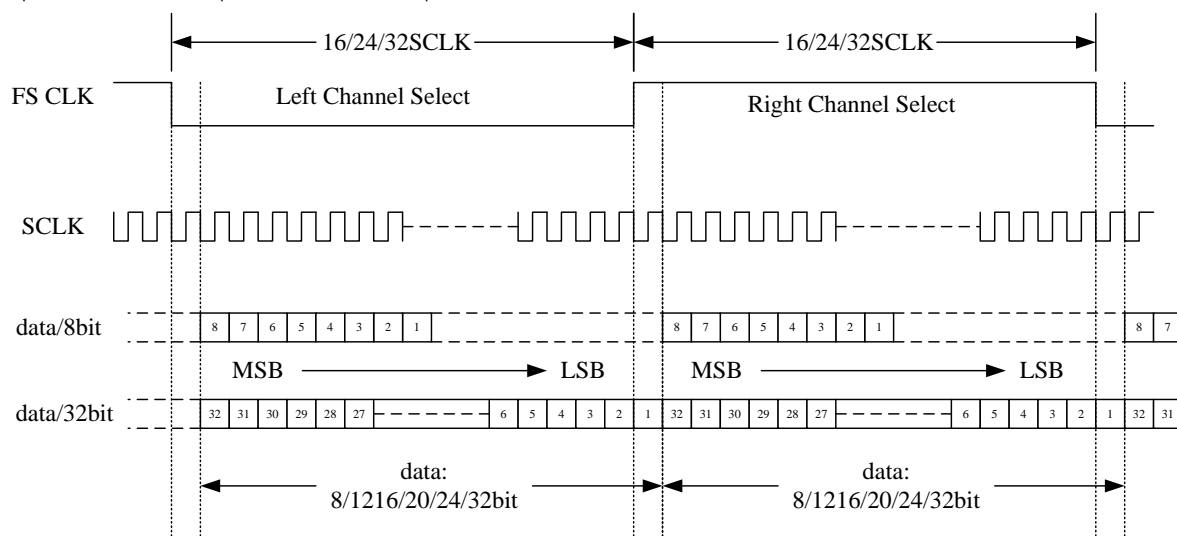 16/24/32SCLK 16/24/32SCLK
FS CLK Left Channel Select Right Channel Select
SCLK
data/8bit 8 7 6 5 4 3 2 1 8 7 6 5 4 3 2 1 8 7
MSB LSB MSB LSB
data/32bit 32 31 30 29 28 27 6 5 4 3 2 1 32 31 30 29 28 27 6 5 4 3 2 1 32 31
data: data:
8/1216/20/24/32bit 8/1216/20/24/32bit